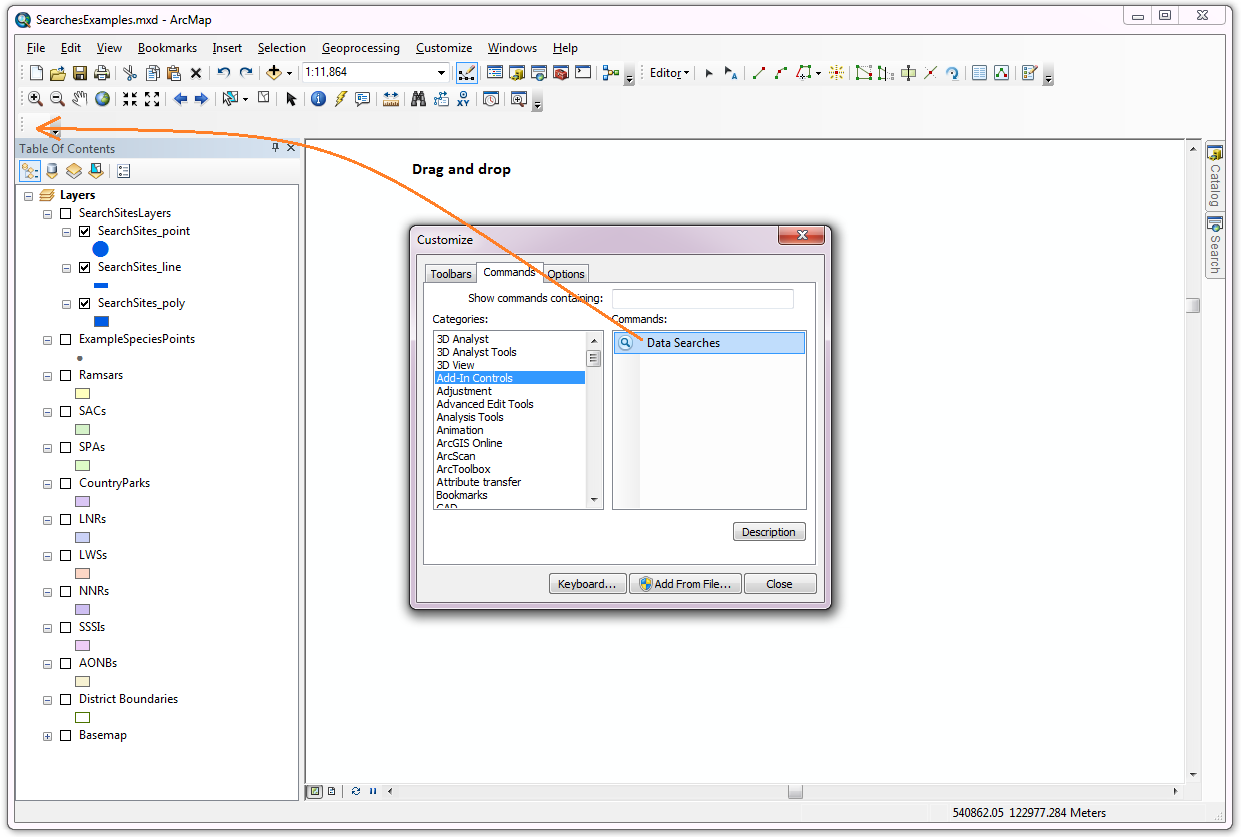 SearchesExamples.mxd - ArcMap
File Edit View Bookmarks Insert Selection Geoprocessing Customize Windows Help
1:11,864
Editor
XY
Table Of Contents
Layers
SearchSitesLayers
SearchSites_point
SearchSites_line
SearchSites_poly
ExampleSpeciesPoints
Ramsars
SACs
SPAs
CountryParks
LNRs
LWSs
NNRs
SSSIs
AONBs
District Boundaries
Basemap
Drag and drop
Customize
Toolbars Commands Options
Show commands containing:
Categories:
3D Analyst
3D Analyst Tools
3D View
Add-In Controls
Adjustment
Advanced Edit Tools
Analysis Tools
Animation
ArcGIS Online
ArcScan
ArcToolbox
Attribute transfer
Bookmarks
CAD
Commands:
Data Searches
Description
Keyboard... Add From File... Close
Catalog
Search
540862.05 122977.284 Meters